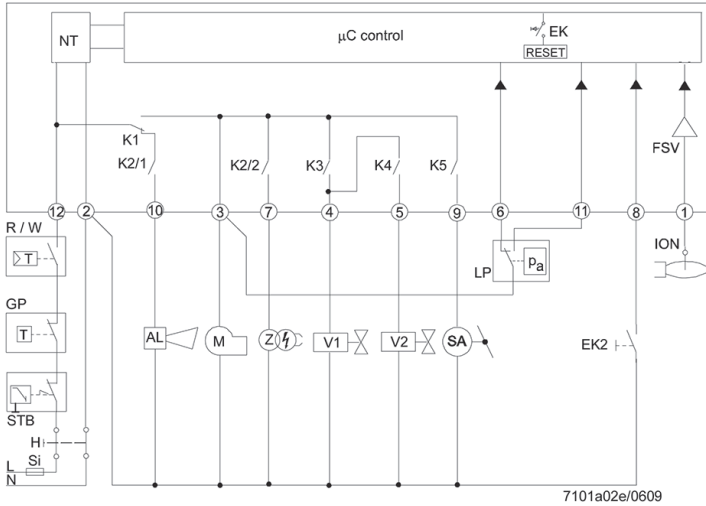 NT
µC control
EK
RESET
K1
K2/1
K2/2
K3
K4
K5
FSV
12
2
10
3
7
4
5
9
6
11
8
1
R / W
T
LP
pa
ION
GP
T
AL
M
Z
V1
V2
SA
EK2
STB
H
Si
L
N
7101a02e/0609